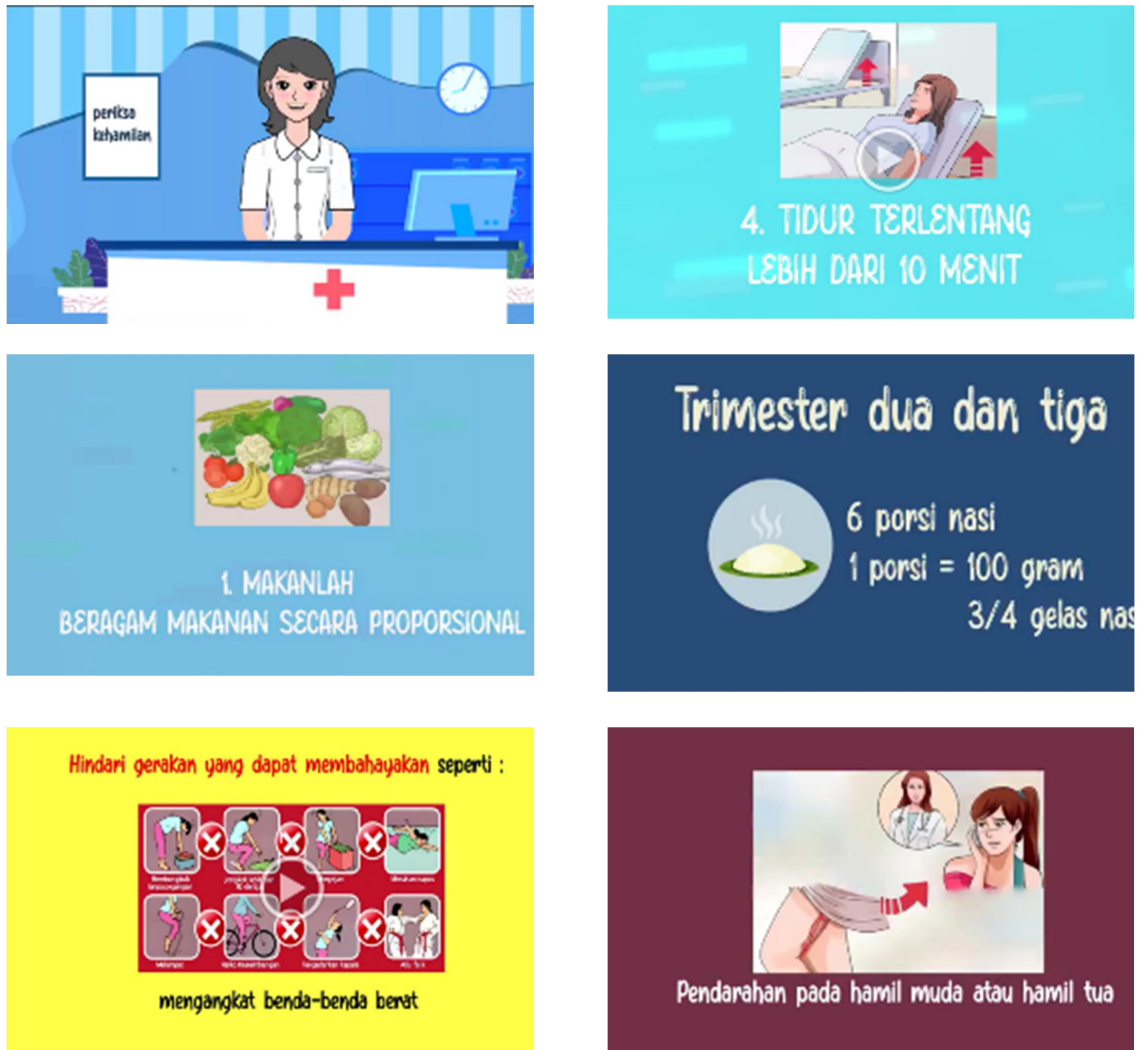 periksa
kehamilan
4. TIDUR TERLENTANG
LEBIH DARI 10 MENIT
1. MAKANLAH
BERAGAM MAKANAN SECARA PROPORSIONAL
Trimester dua dan tiga
6 porsi nasi
1 porsi = 100 gram
3/4 gelas nas
Hindari gerakan yang dapat membahayakan seperti :
Melompat
mengangkat benda-benda berat
Pendarahan pada hamil muda atau hamil tua